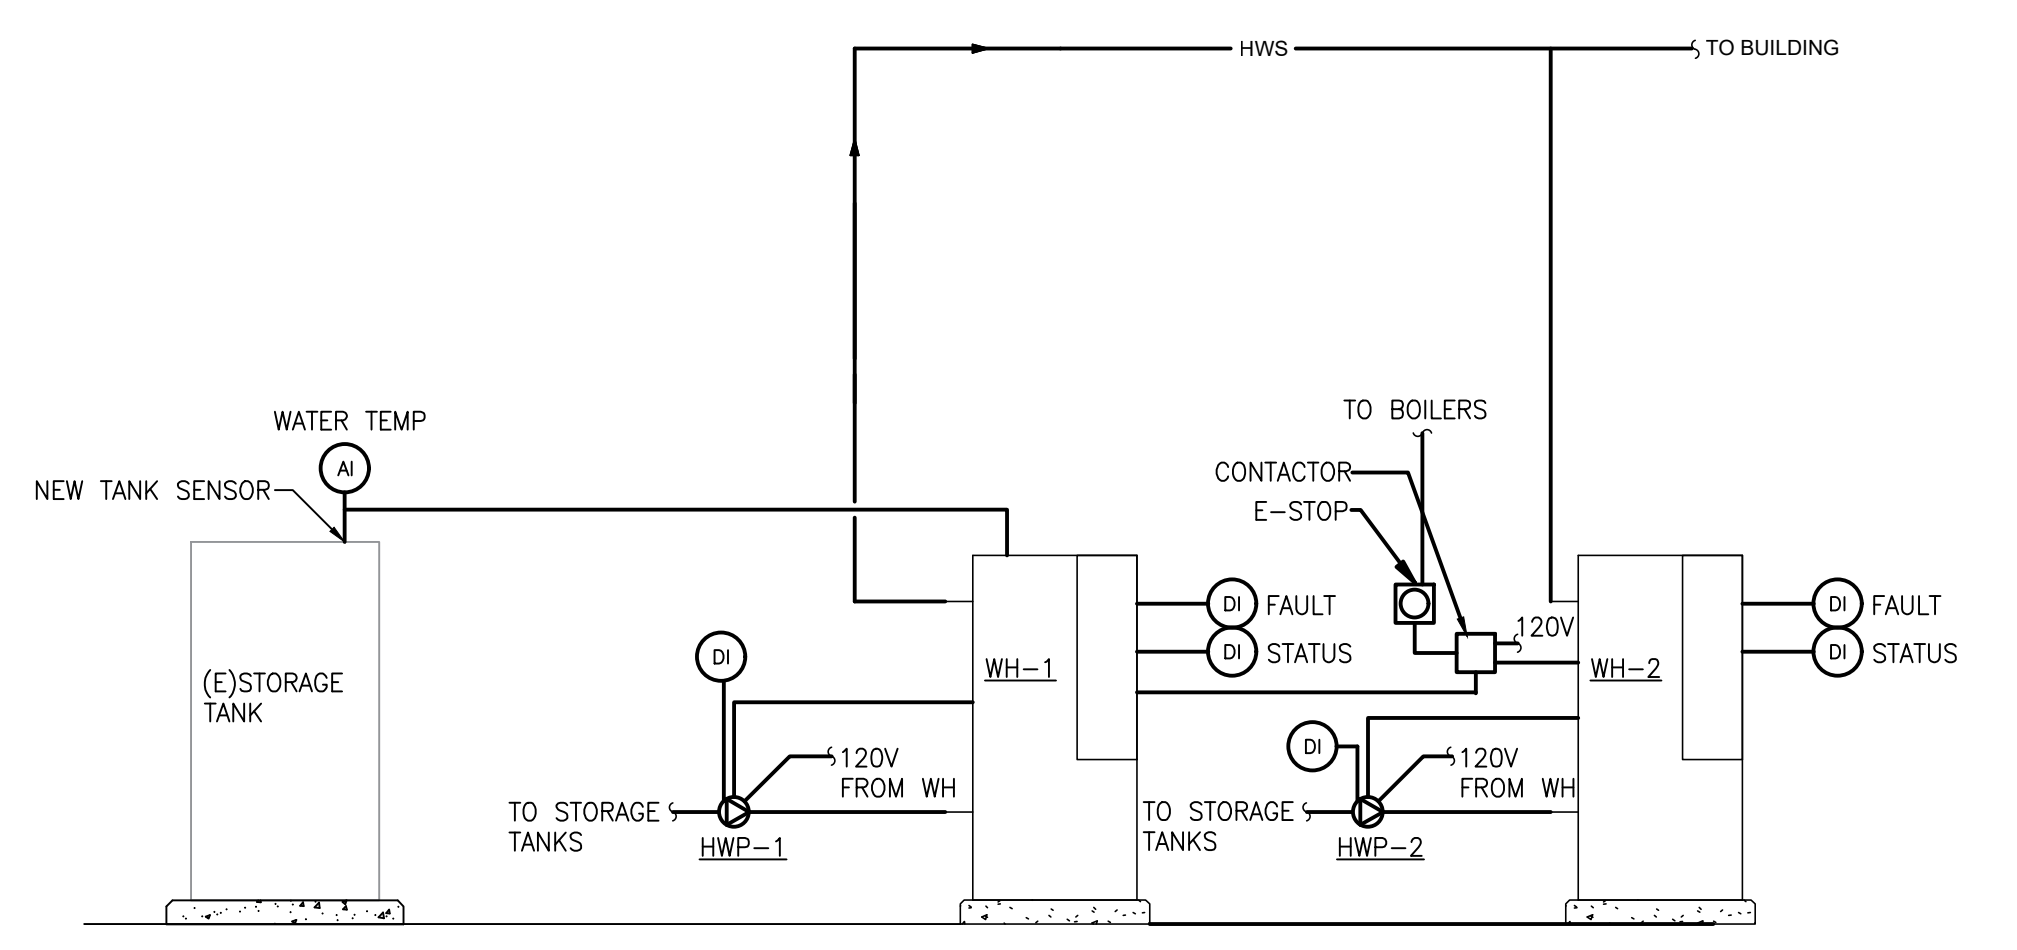 HWS
TO BUILDING
WATER TEMP
AI
NEW TANK SENSOR
(E)STORAGE
TANK
TO BOILERS
CONTACTOR
E-STOP
DI
FAULT
DI
STATUS
120V
DI
FAULT
DI
STATUS
WH-1
WH-2
DI
120V
FROM WH
TO STORAGE
TANKS
HWP-1
DI
120V
FROM WH
TO STORAGE
TANKS
HWP-2